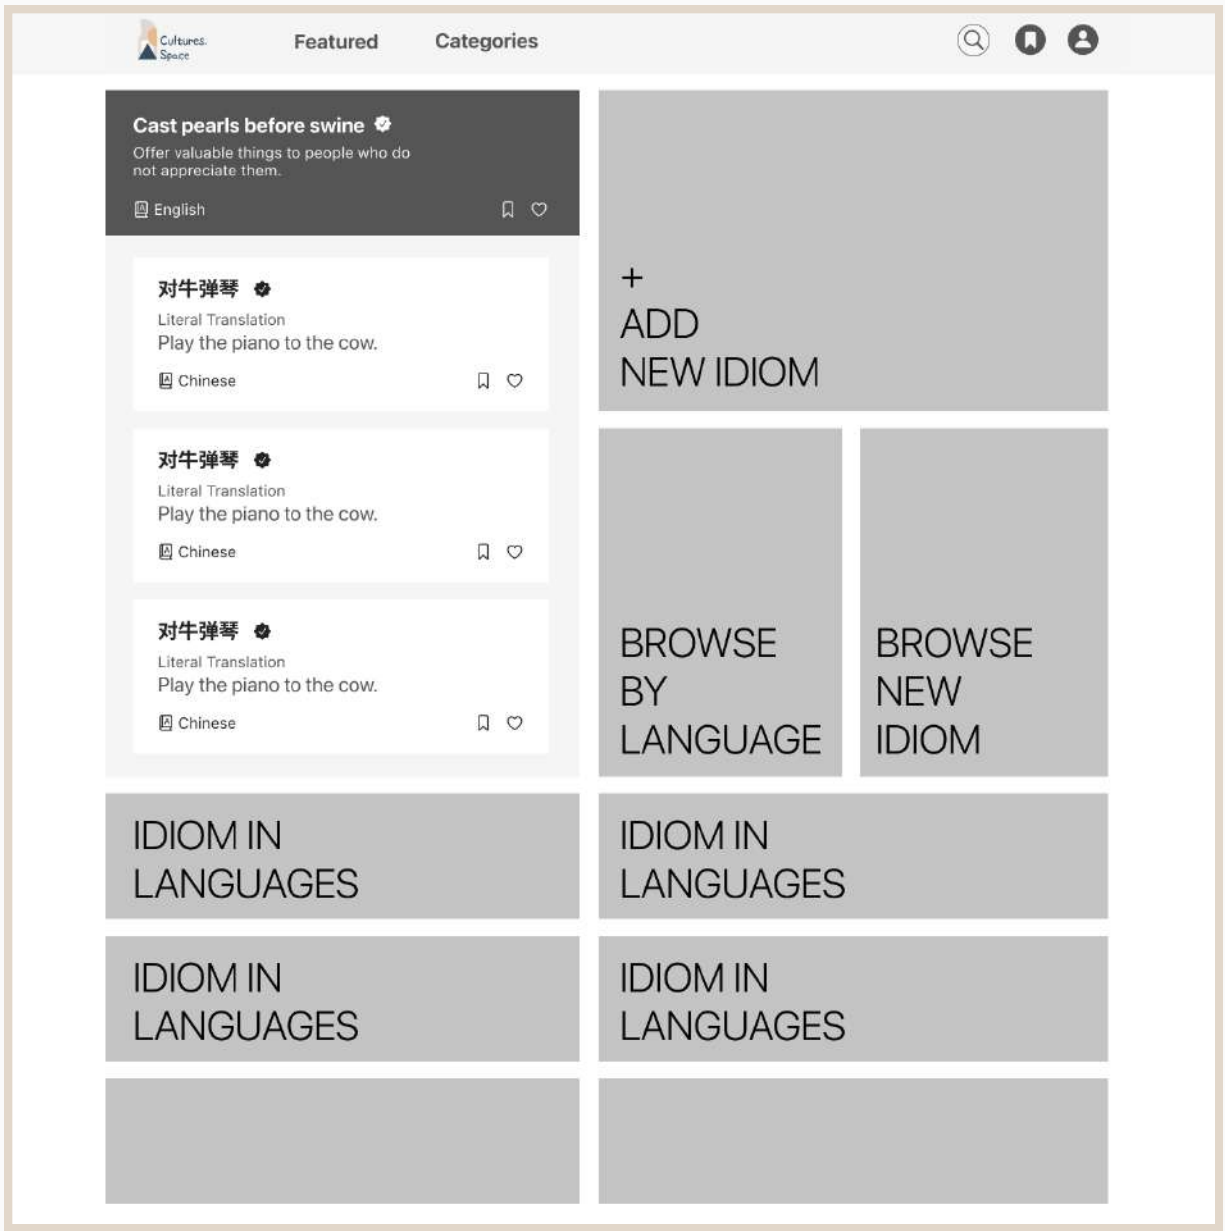 Cultures.
Space
Featured
Categories
Cast pearls before swine
Offer valuable things to people who do
not appreciate them.
English
对牛弹琴
Literal Translation
Play the piano to the cow.
Chinese
对牛弹琴
Literal Translation
Play the piano to the cow.
Chinese
对牛弹琴
Literal Translation
Play the piano to the cow.
Chinese
+
ADD
NEW IDIOM
BROWSE
BY
LANGUAGE
BROWSE
NEW
IDIOM
IDIOM IN
LANGUAGES
IDIOM IN
LANGUAGES
IDIOM IN
LANGUAGES
IDIOM IN
LANGUAGES